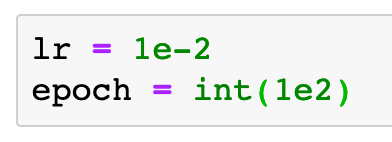 lr = 1e-2
epoch = int(1e2)